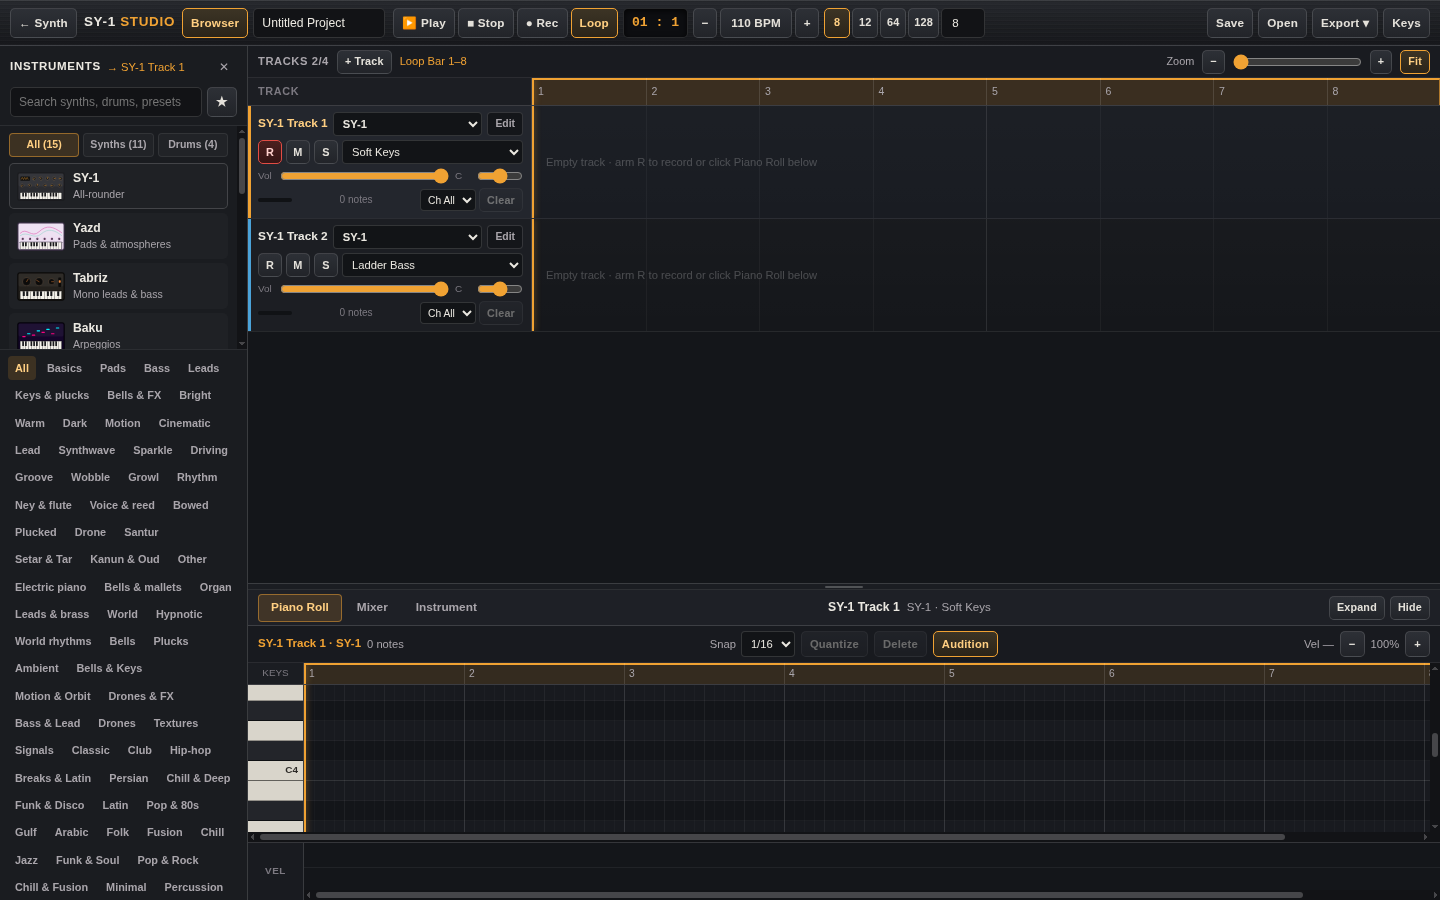 ← Synth SY-1 STUDIO Browser Untitled Project ▶ Play ■ Stop ● Rec Loop 01 : 1 − 110 BPM + 8 12 64 128 8 Save Open Export ▾ Keys
INSTRUMENTS → SY-1 Track 1 ✕
Search synths, drums, presets ★
All (15) Synths (11) Drums (4)
SY-1
All-rounder
Yazd
Pads & atmospheres
Tabriz
Mono leads & bass
Baku
Arpeggios
All Basics Pads Bass Leads
Keys & plucks Bells & FX Bright
Warm Dark Motion Cinematic
Lead Synthwave Sparkle Driving
Groove Wobble Growl Rhythm
Ney & flute Voice & reed Bowed
Plucked Drone Santur
Setar & Tar Kanun & Oud Other
Electric piano Bells & mallets Organ
Leads & brass World Hypnotic
World rhythms Bells Plucks
Ambient Bells & Keys
Motion & Orbit Drones & FX
Bass & Lead Drones Textures
Signals Classic Club Hip-hop
Breaks & Latin Persian Chill & Deep
Funk & Disco Latin Pop & 80s
Gulf Arabic Folk Fusion Chill
Jazz Funk & Soul Pop & Rock
Chill & Fusion Minimal Percussion
TRACKS 2/4 + Track Loop Bar 1–8 Zoom − + Fit
TRACK 1 2 3 4 5 6 7 8
SY-1 Track 1 SY-1 Edit
R M S Soft Keys
Empty track · arm R to record or click Piano Roll below
Vol C
0 notes Ch All Clear
SY-1 Track 2 SY-1 Edit
R M S Ladder Bass
Empty track · arm R to record or click Piano Roll below
Vol C
0 notes Ch All Clear
Piano Roll Mixer Instrument SY-1 Track 1 SY-1 · Soft Keys Expand Hide
SY-1 Track 1 · SY-1 0 notes Snap 1/16 Quantize Delete Audition Vel — − 100% +
KEYS 1 2 3 4 5 6 7
C4
VEL